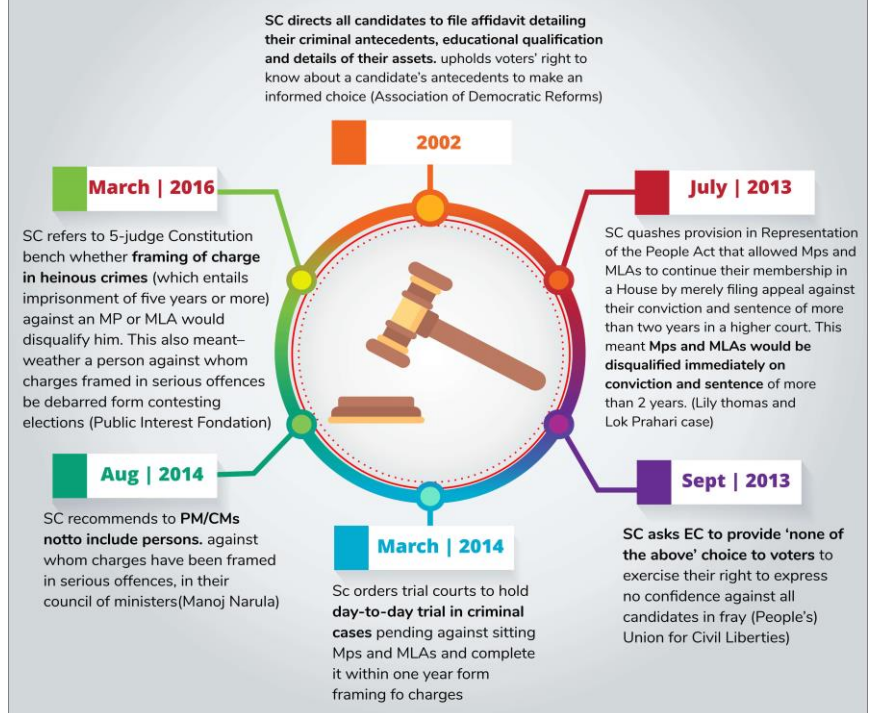 SC directs all candidates to file affidavit detailing
their criminal antecedents, educational qualification
and details of their assets. upholds voters' right to
know about a candidate's antecedents to make an
informed choice (Association of Democratic Reforms)
2002
July | 2013
SC quashes provision in Representation
of the People Act that allowed Mps and
MLAs to continue their membership in
a House by merely filing appeal against
their conviction and sentence of more
than two years in a higher court. This
meant Mps and MLAs would be
disqualified immediately on
conviction and sentence of more
than 2 years. (Lily thomas and
Lok Prahari case)
Sept | 2013
SC asks EC to provide 'none of
the above' choice to voters to
exercise their right to express
no confidence against all
candidates in fray (People's)
Union for Civil Liberties)
March | 2014
Sc orders trial courts to hold
day-to-day trial in criminal
cases pending against sitting
Mps and MLAs and complete
it within one year form
framing fo charges
Aug | 2014
SC recommends to PM/CMs
notto include persons. against
whom charges have been framed
in serious offences, in their
council of ministers(Manoj Narula)
March | 2016
SC refers to 5-judge Constitution
bench whether framing of charge
in heinous crimes (which entails
imprisonment of five years or more)
against an MP or MLA would
disqualify him. This also meant–
weather a person against whom
charges framed in serious offences
be debarred form contesting
elections (Public Interest Fondation)